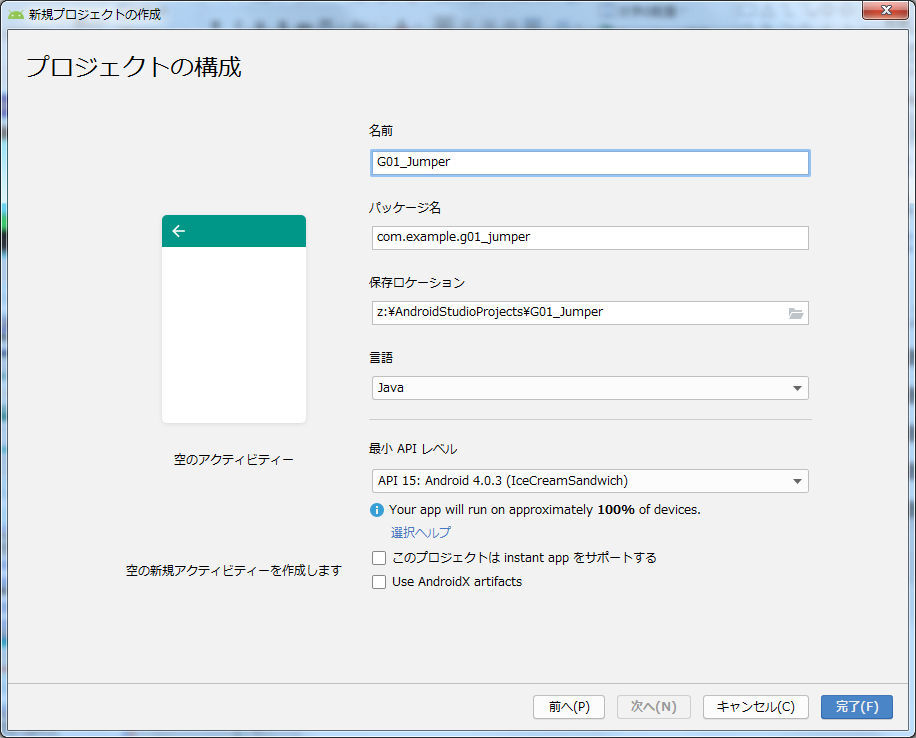 新規プロジェクトの作成
プロジェクトの構成
名前
G01_Jumper
パッケージ名
com.example.g01_jumper
保存ロケーション
z:¥AndroidStudioProjects¥G01_Jumper
言語
Java
空のアクティビティー
最小 API レベル
API 15: Android 4.0.3 (IceCreamSandwich)
Your app will run on approximately 100% of devices.
選択ヘルプ
このプロジェクトは instant app をサポートする
空の新規アクティビティーを作成します
Use AndroidX artifacts
前へ(P)
次へ(N)
キャンセル(C)
完了(F)